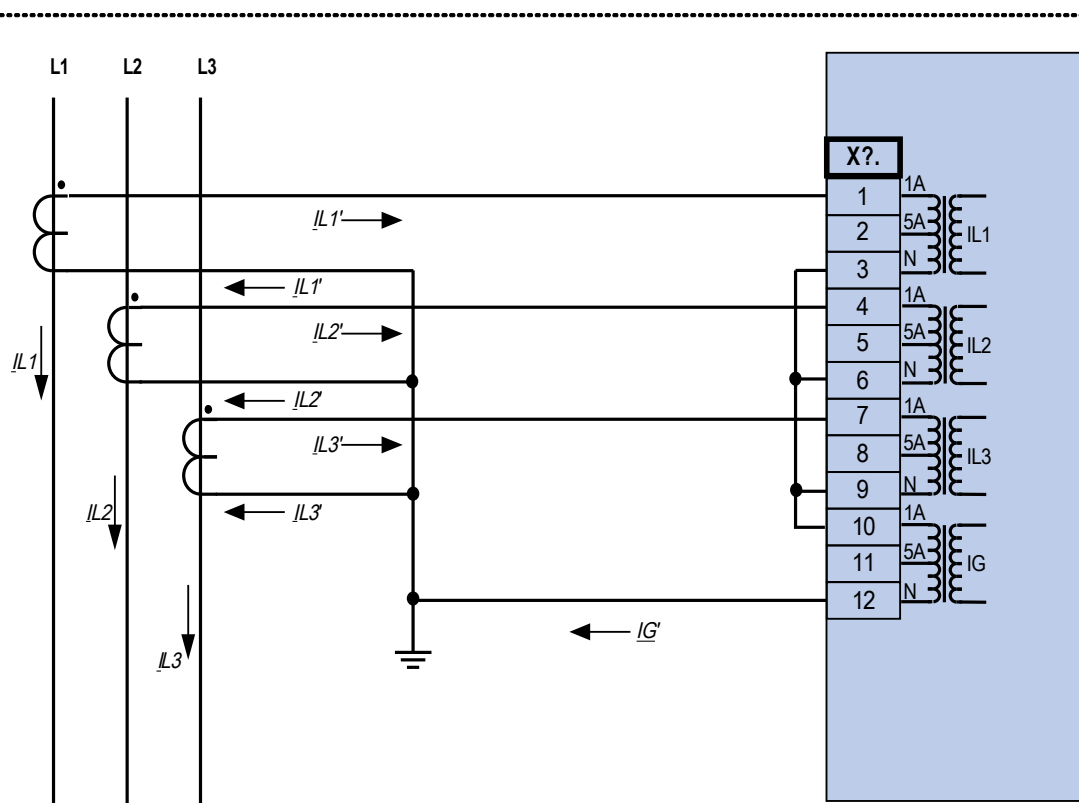 L1 L2 L3
X?.
1 1A
IL1'
2 5A IL1
3 N
IL1'
4 1A
IL2'
5 5A IL2
IL1
6 N
IL2'
7 1A
IL3'
8 5A IL3
9 N
IL2
IL3'
10 1A
11 5A IG
12 N
IG'
IL3